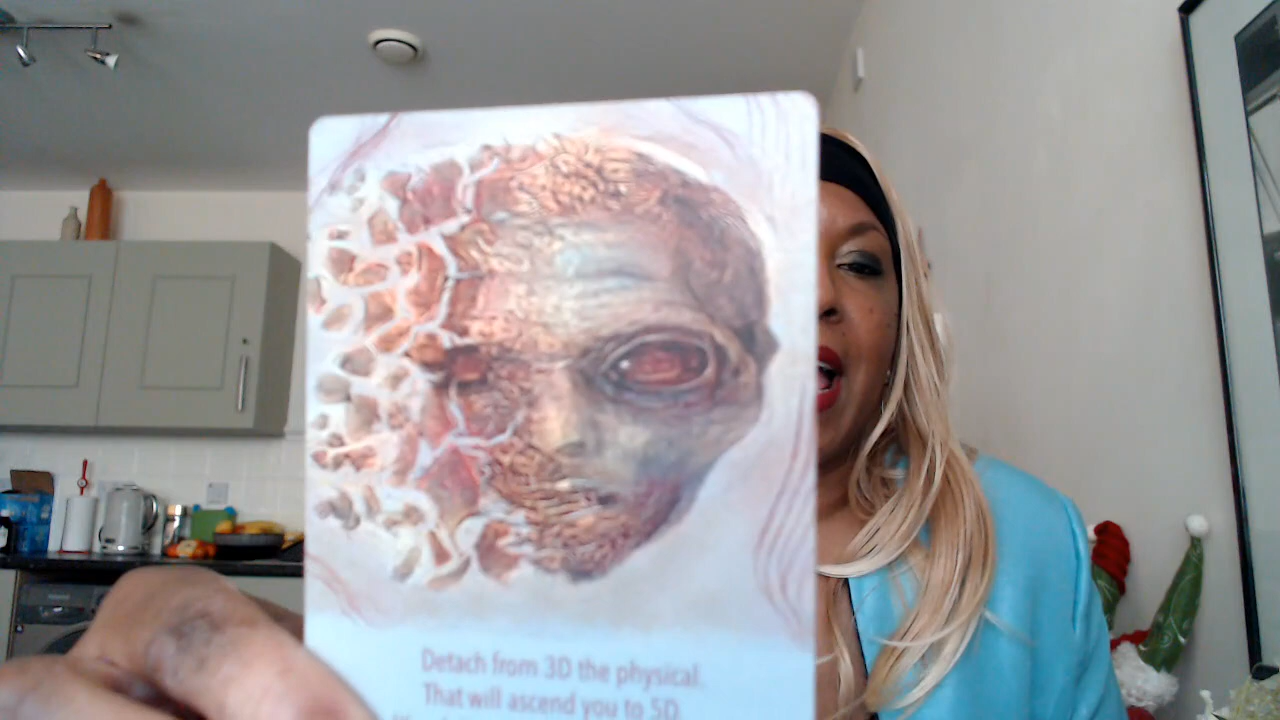 Detach from 3D the physical.
That will ascend you to 5D.